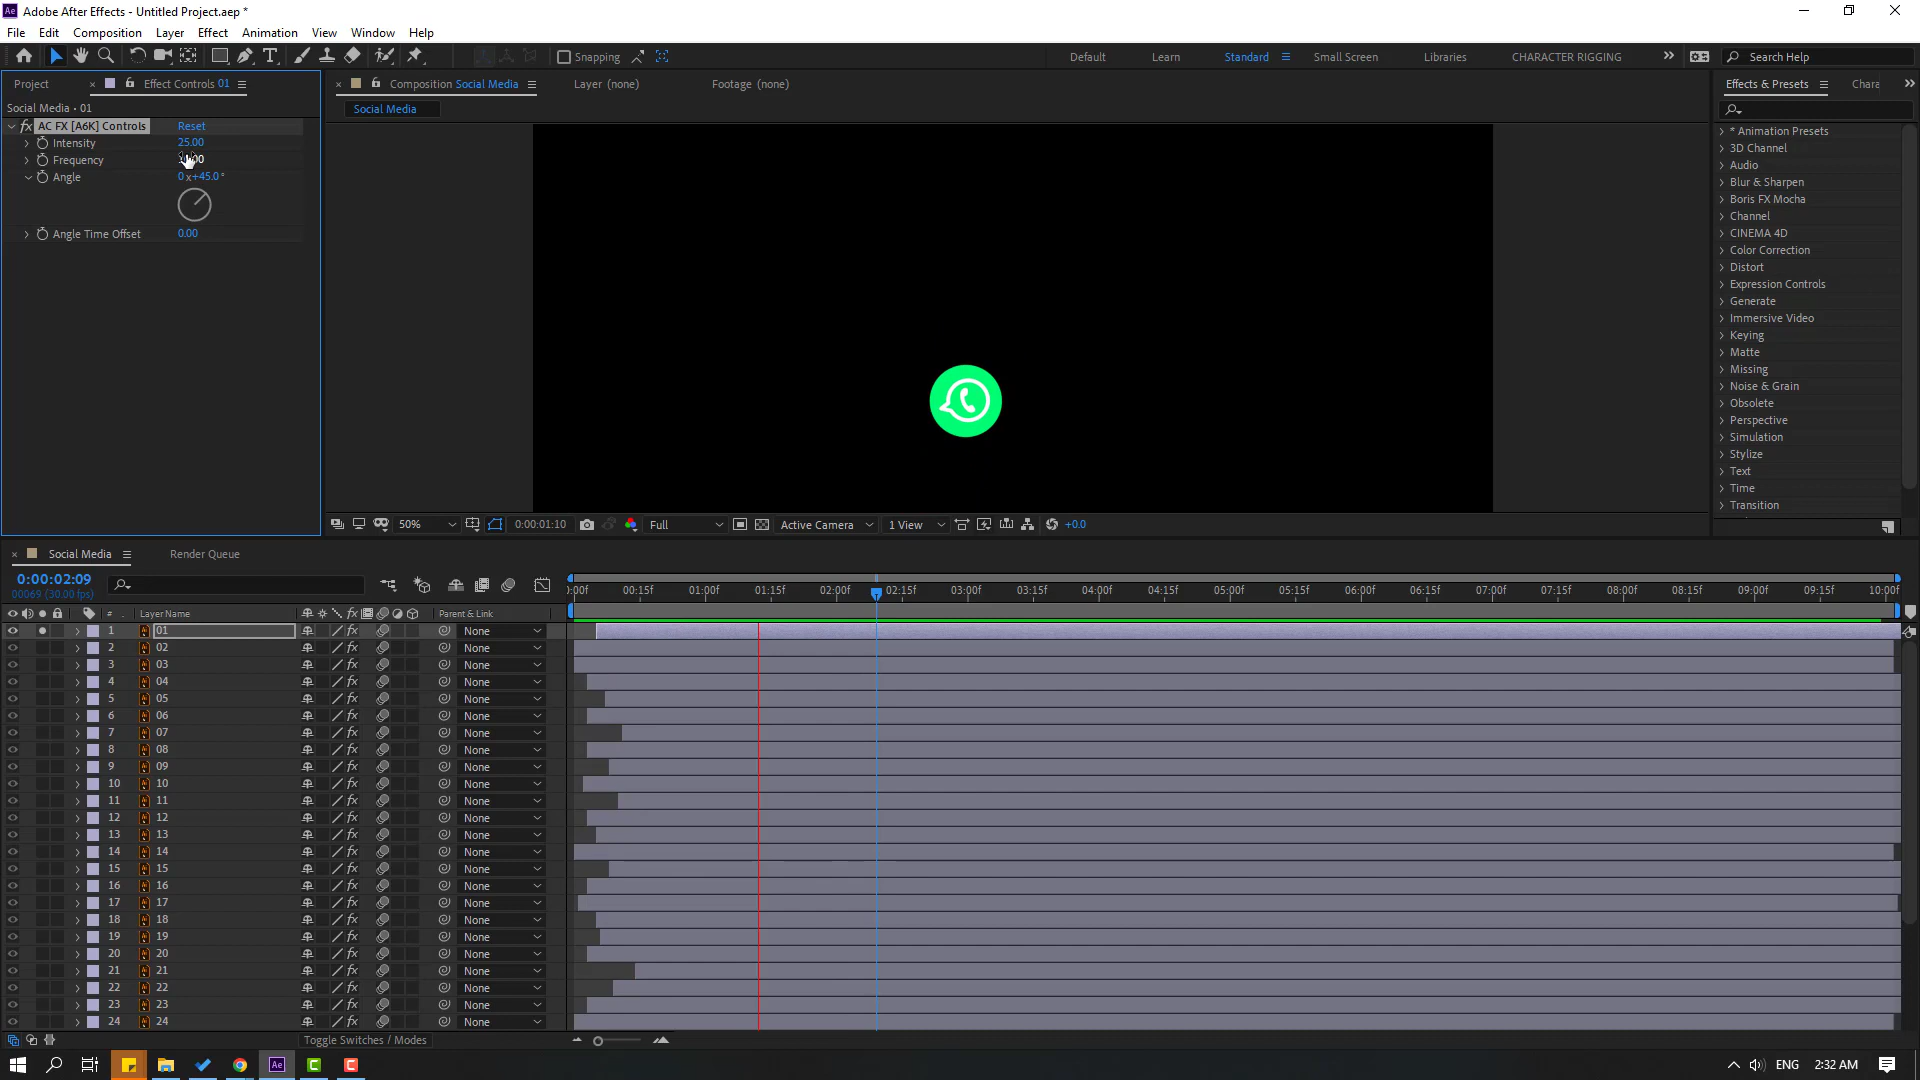 Adobe After Effects - Untitled Project.aep *
File Edit Composition Layer Effect Animation View Window Help
Snapping Default Learn Standard Small Screen Libraries CHARACTER RIGGING Search Help
Project Effect Controls 01 Composition Social Media Layer (none) Footage (none) Effects & Presets Chara
Social Media • 01 Social Media
fx AC FX [A6K] Controls Reset
Intensity 25.00
Frequency
Angle 0 x+45.0°
Angle Time Offset 0.00
* Animation Presets
3D Channel
Audio
Blur & Sharpen
Boris FX Mocha
Channel
CINEMA 4D
Color Correction
Distort
Expression Controls
Generate
Immersive Video
Keying
Matte
Missing
Noise & Grain
Obsolete
Perspective
Simulation
Stylize
Text
Time
Transition
50% 0:00:01:10 Full Active Camera 1 View +0.0
Social Media Render Queue
0:00:02:09
00069 (30.00 fps)
:00f 00:15f 01:00f 01:15f 02:00f 02:15f 03:00f 03:15f 04:00f 04:15f 05:00f 05:15f 06:00f 06:15f 07:00f 07:15f 08:00f 08:15f 09:00f 09:15f 10:00f
# Layer Name Parent & Link
1 01 None
2 02 None
3 03 None
4 04 None
5 05 None
6 06 None
7 07 None
8 08 None
9 09 None
10 10 None
11 11 None
12 12 None
13 13 None
14 14 None
15 15 None
16 16 None
17 17 None
18 18 None
19 19 None
20 20 None
21 21 None
22 22 None
23 23 None
24 24 None
Toggle Switches / Modes
ENG 2:32 AM